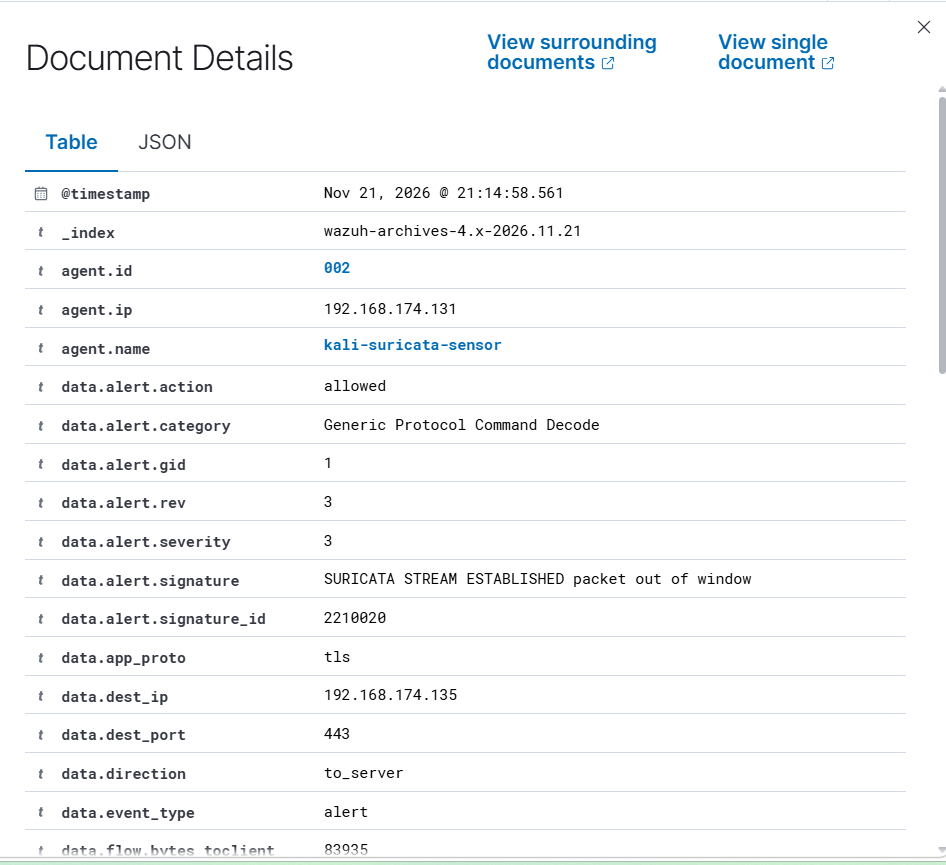 Document Details
View surrounding
documents
View single
document
Table JSON
@timestamp Nov 21, 2026 @ 21:14:58.561
t _index wazuh-archives-4.x-2026.11.21
t agent.id 002
t agent.ip 192.168.174.131
t agent.name kali-suricata-sensor
t data.alert.action allowed
t data.alert.category Generic Protocol Command Decode
t data.alert.gid 1
t data.alert.rev 3
t data.alert.severity 3
t data.alert.signature SURICATA STREAM ESTABLISHED packet out of window
t data.alert.signature_id 2210020
t data.app_proto tls
t data.dest_ip 192.168.174.135
t data.dest_port 443
t data.direction to_server
t data.event_type alert
t data.flow.bytes_toclient 83935